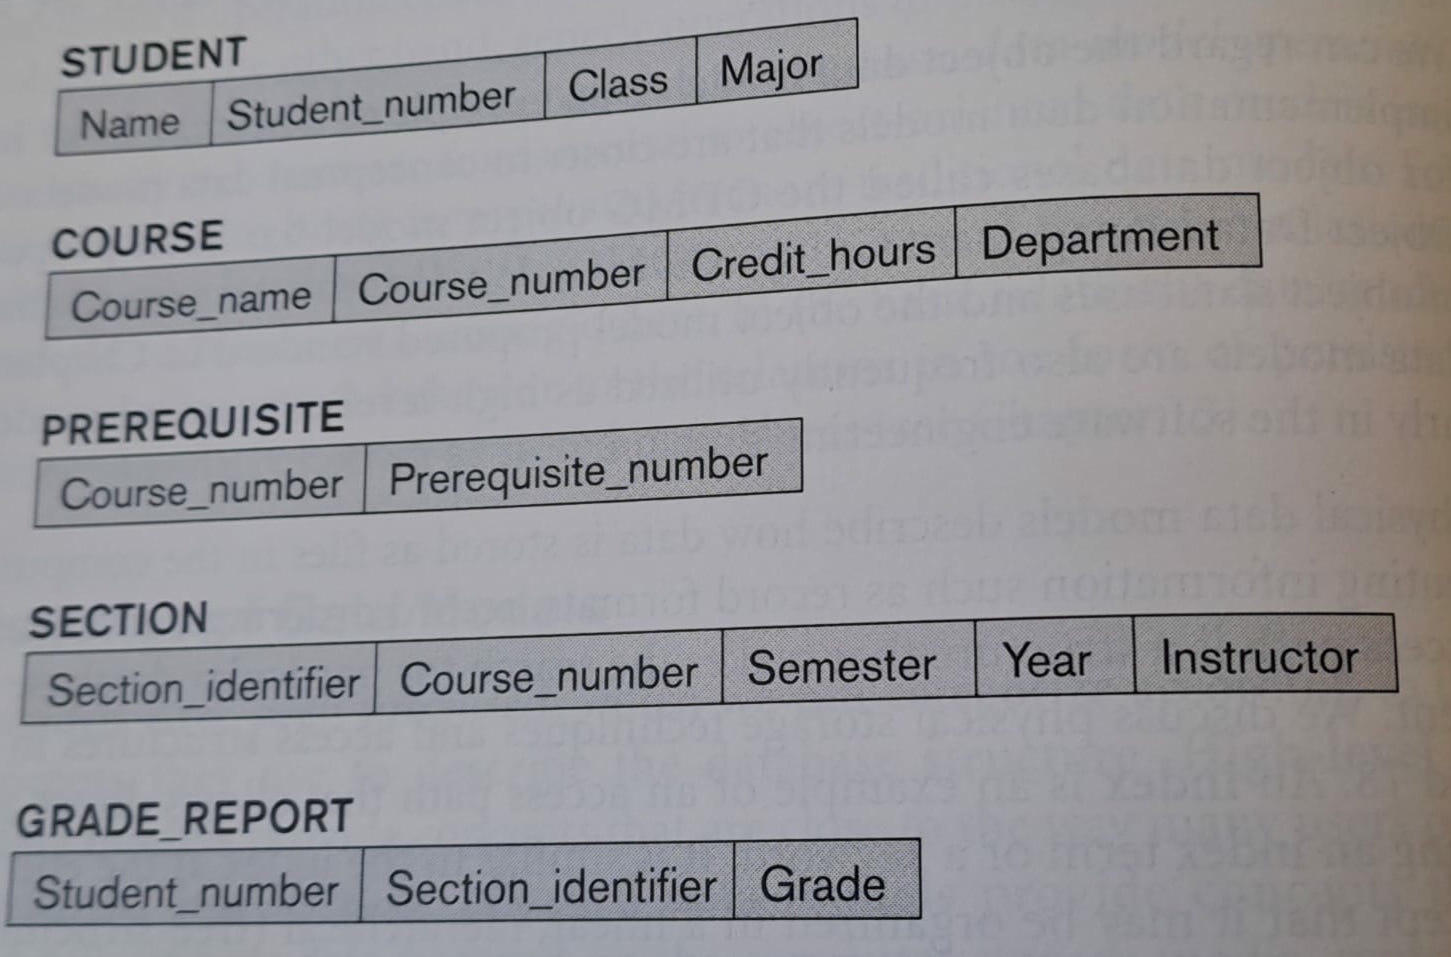 STUDENT
Name Student_number Class Major
COURSE
Course_name Course_number Credit_hours Department
PREREQUISITE
Course_number Prerequisite_number
SECTION
Section_identifier Course_number Semester Year Instructor
GRADE_REPORT
Student_number Section_identifier Grade